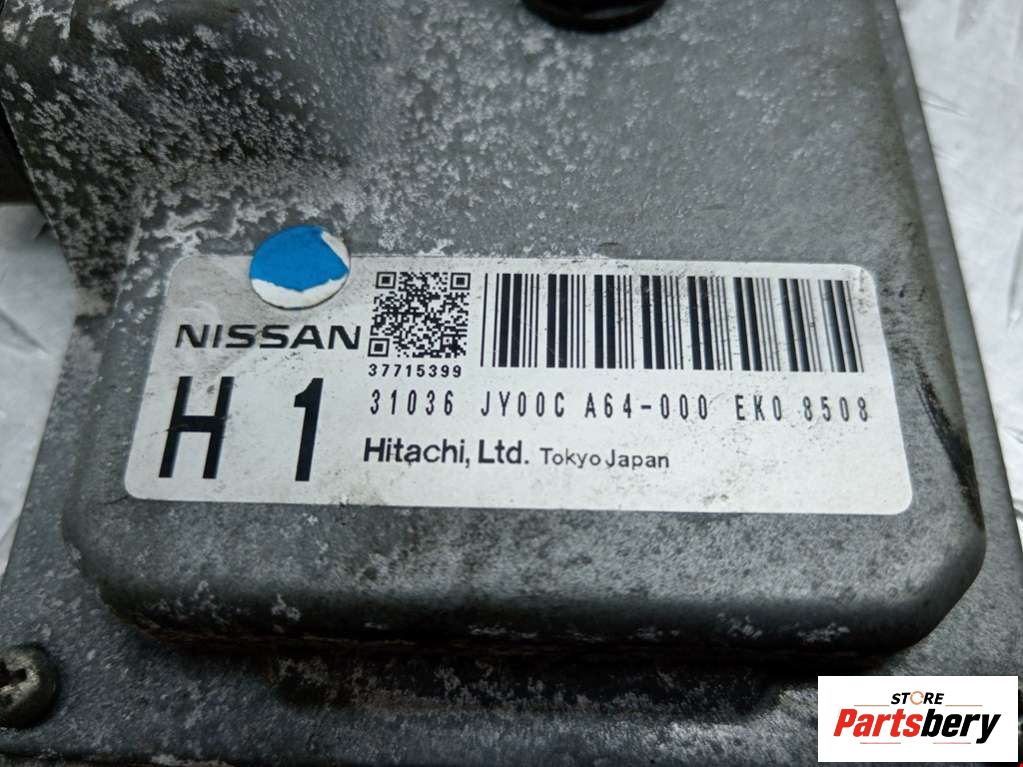 NISSAN
37715399
H 1
31036 JY00C A64-000 EK0 8508
Hitachi, Ltd. Tokyo Japan
STORE
Partsbery